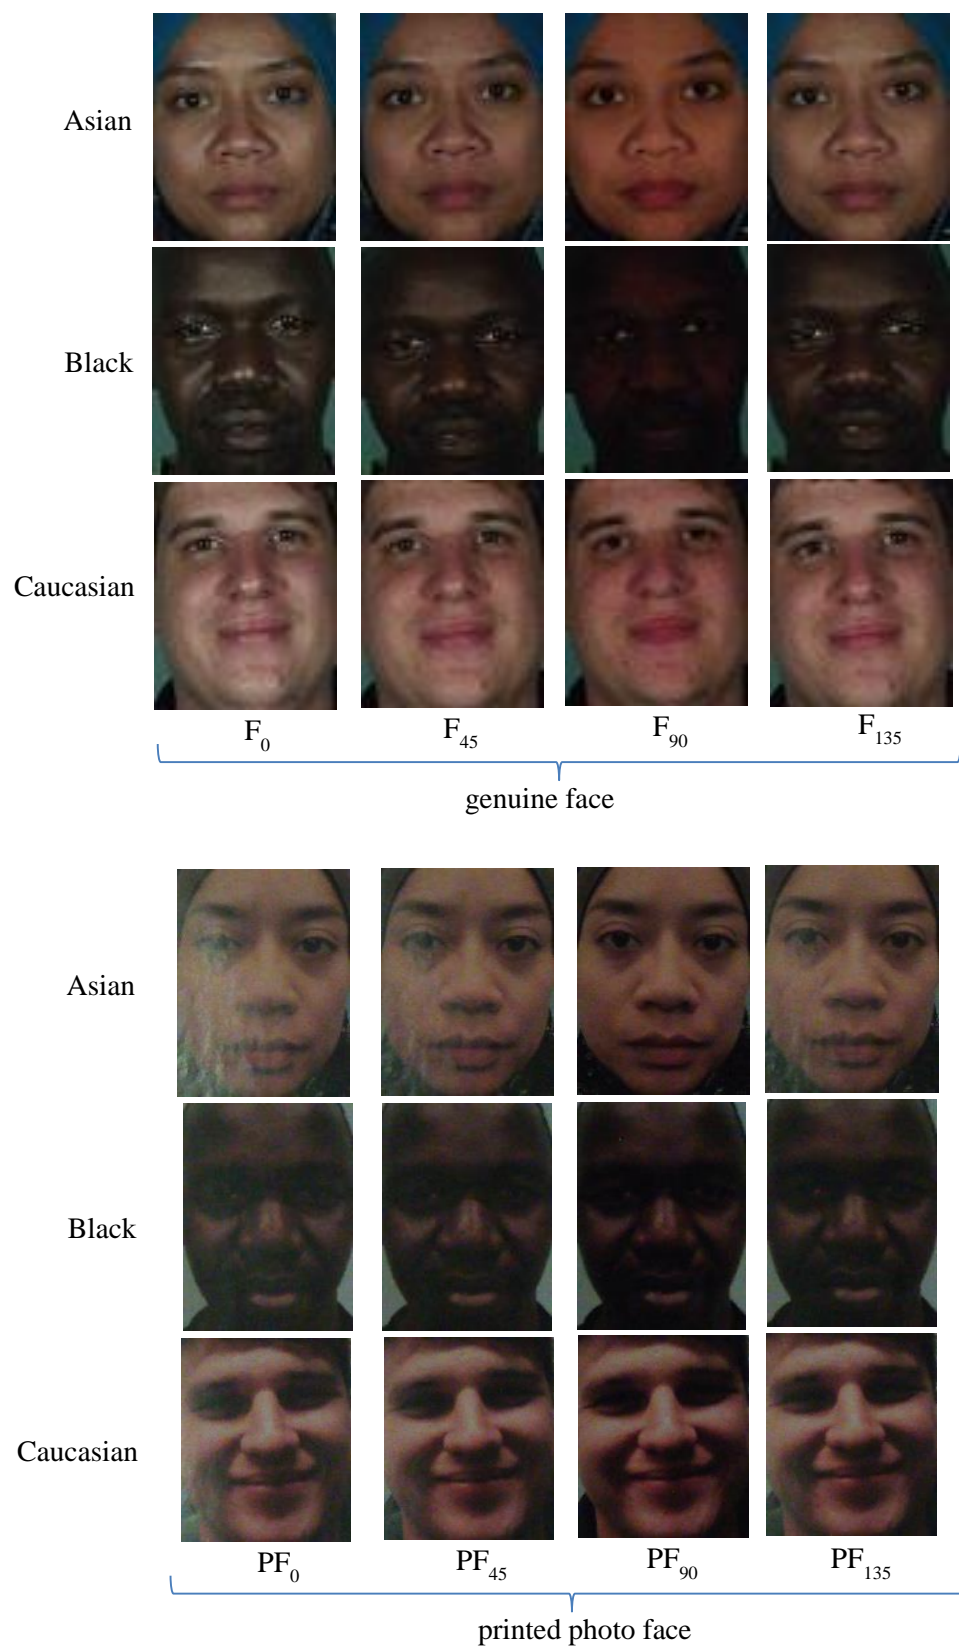 Asian
Black
Caucasian
F0 F45 F90 F135
genuine face
Asian
Black
Caucasian
PF0 PF45 PF90 PF135
printed photo face